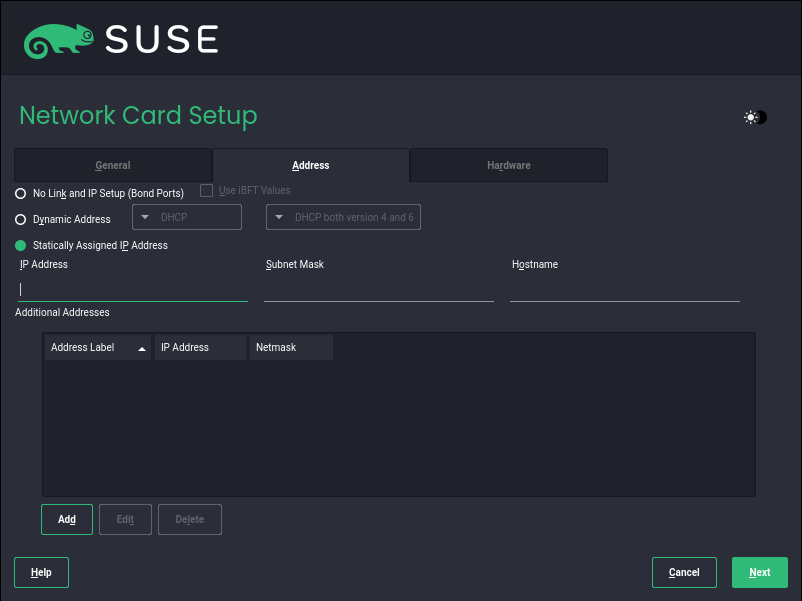 SUSE
Network Card Setup
General Address Hardware
No Link and IP Setup (Bond Ports) Use iBFT Values
Dynamic Address DHCP DHCP both version 4 and 6
Statically Assigned IP Address
IP Address Subnet Mask Hostname
Additional Addresses
Address Label IP Address Netmask
Add Edit Delete
Help Cancel Next